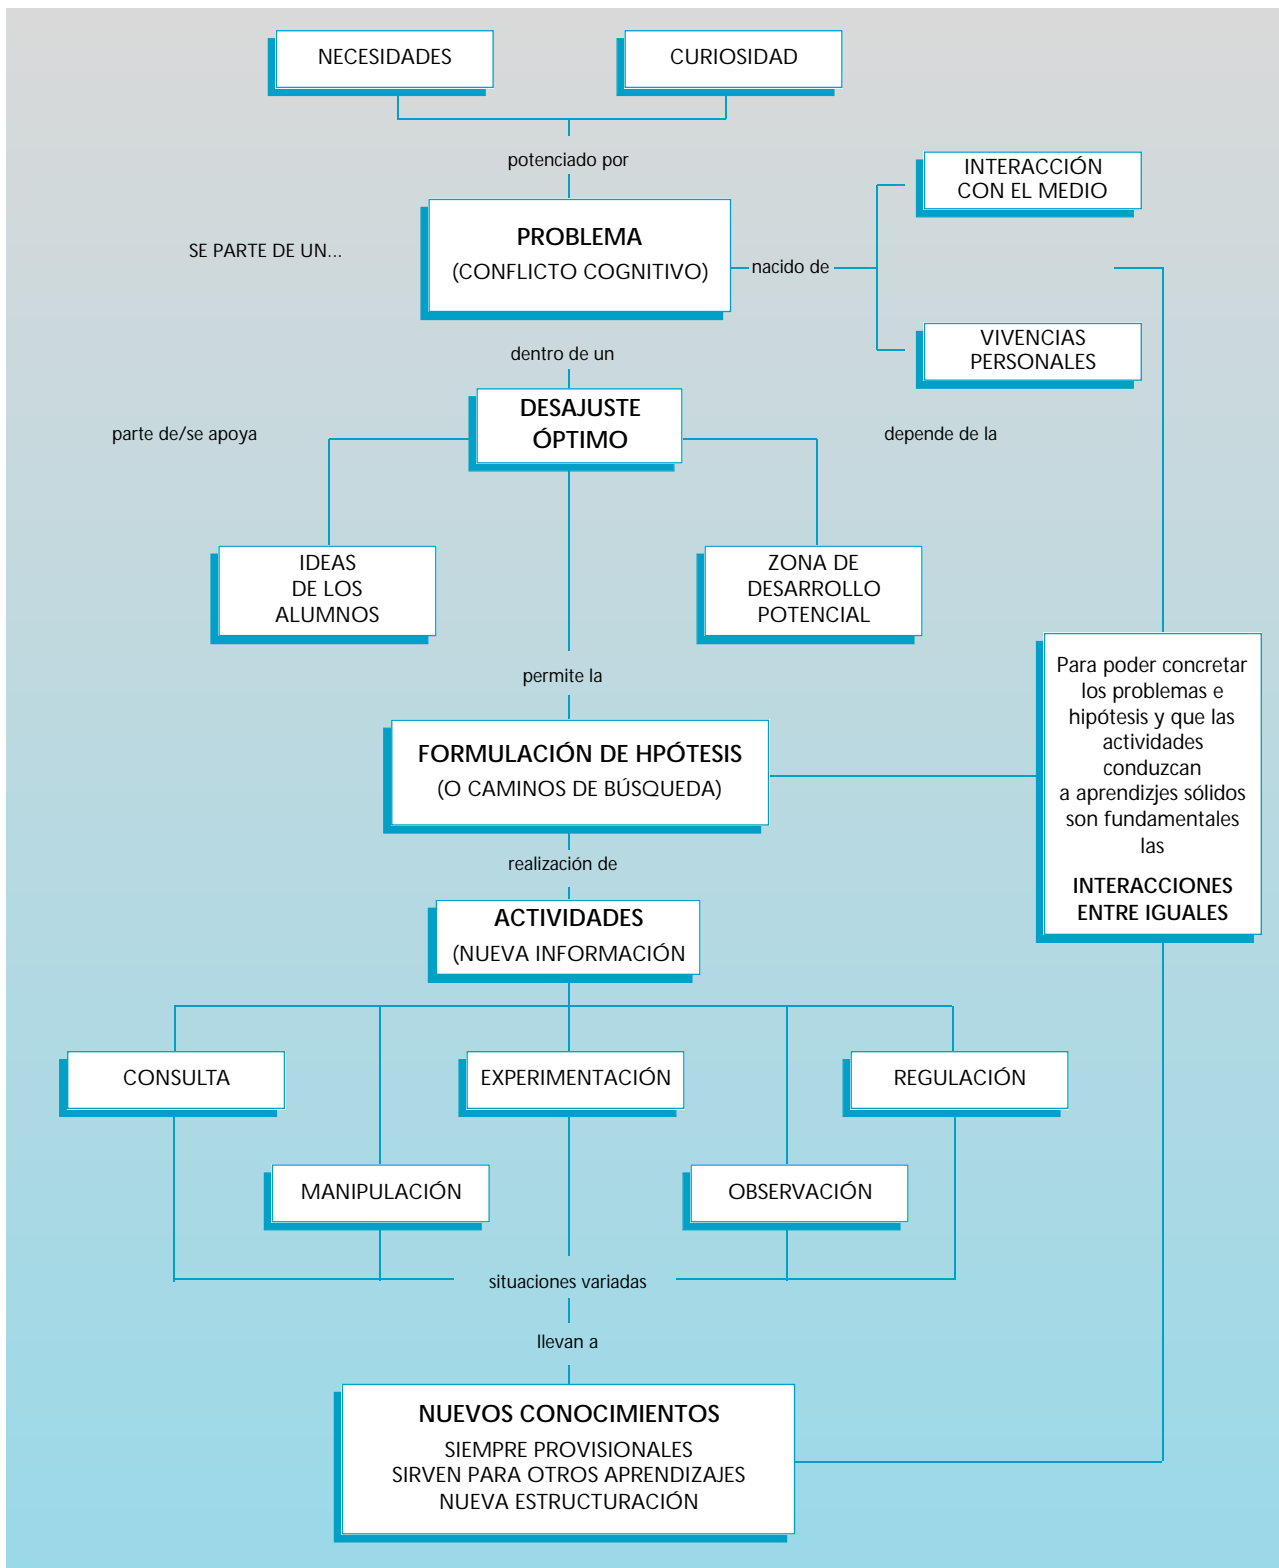 NECESIDADES
CURIOSIDAD
potenciado por
INTERACCIÓN
CON EL MEDIO
SE PARTE DE UN...
PROBLEMA
(CONFLICTO COGNITIVO)
nacido de
VIVENCIAS
PERSONALES
dentro de un
DESAJUSTE
ÓPTIMO
parte de/se apoya
depende de la
IDEAS
DE LOS
ALUMNOS
ZONA DE
DESARROLLO
POTENCIAL
permite la
FORMULACIÓN DE HPÓTESIS
(O CAMINOS DE BÚSQUEDA)
Para poder concretar
los problemas e
hipótesis y que las
actividades
conduzcan
a aprendizjes sólidos
son fundamentales
las
INTERACCIONES
ENTRE IGUALES
realización de
ACTIVIDADES
(NUEVA INFORMACIÓN
CONSULTA
EXPERIMENTACIÓN
REGULACIÓN
MANIPULACIÓN
OBSERVACIÓN
situaciones variadas
llevan a
NUEVOS CONOCIMIENTOS
SIEMPRE PROVISIONALES
SIRVEN PARA OTROS APRENDIZAJES
NUEVA ESTRUCTURACIÓN